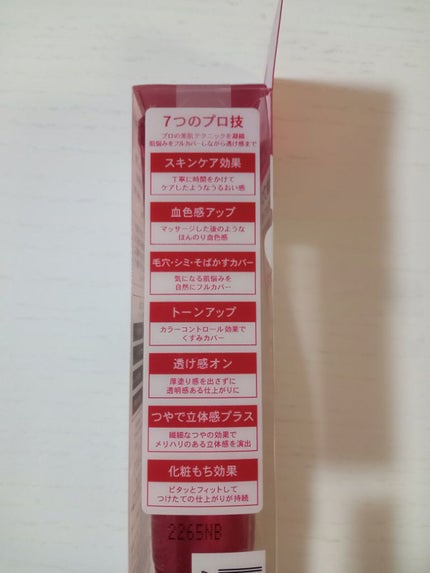 7つのプロ技
プロの美肌テクニックを凝縮
肌悩みをフルカバーしながら透け感まで
スキンケア効果
丁寧に時間をかけて
ケアしたようなうるおい感
血色感アップ
マッサージした後のような
ほんのり血色感
毛穴・シミ・そばかすカバー
気になる肌悩みを
自然にフルカバー
トーンアップ
カラーコントロール効果で
くすみカバー
透け感オン
厚塗り感を出さずに
透明感ある仕上がりに
つやで立体感プラス
繊細なつやの効果で
メリハリのある立体感を演出
化粧もち効果
ピタッとフィットして
つけたての仕上がりが持続
2265NB